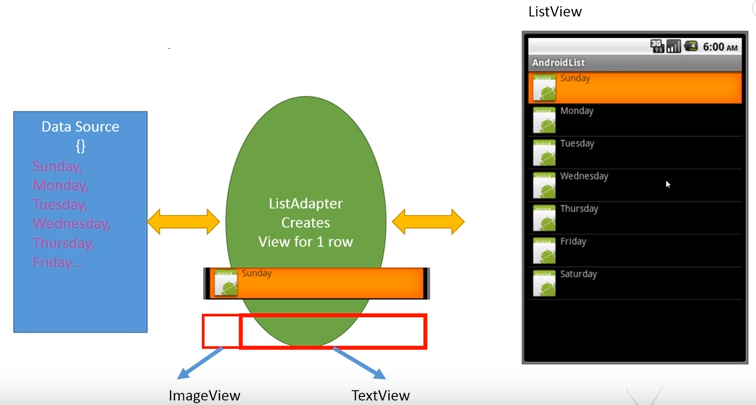 ListView
Data Source
{}
Sunday,
Monday,
Tuesday,
Wednesday,
Thursday,
Friday...
ListAdapter
Creates
View for 1 row
Sunday
ImageView
TextView
6:00 AM
AndroidList
Sunday
Monday
Tuesday
Wednesday
Thursday
Friday
Saturday